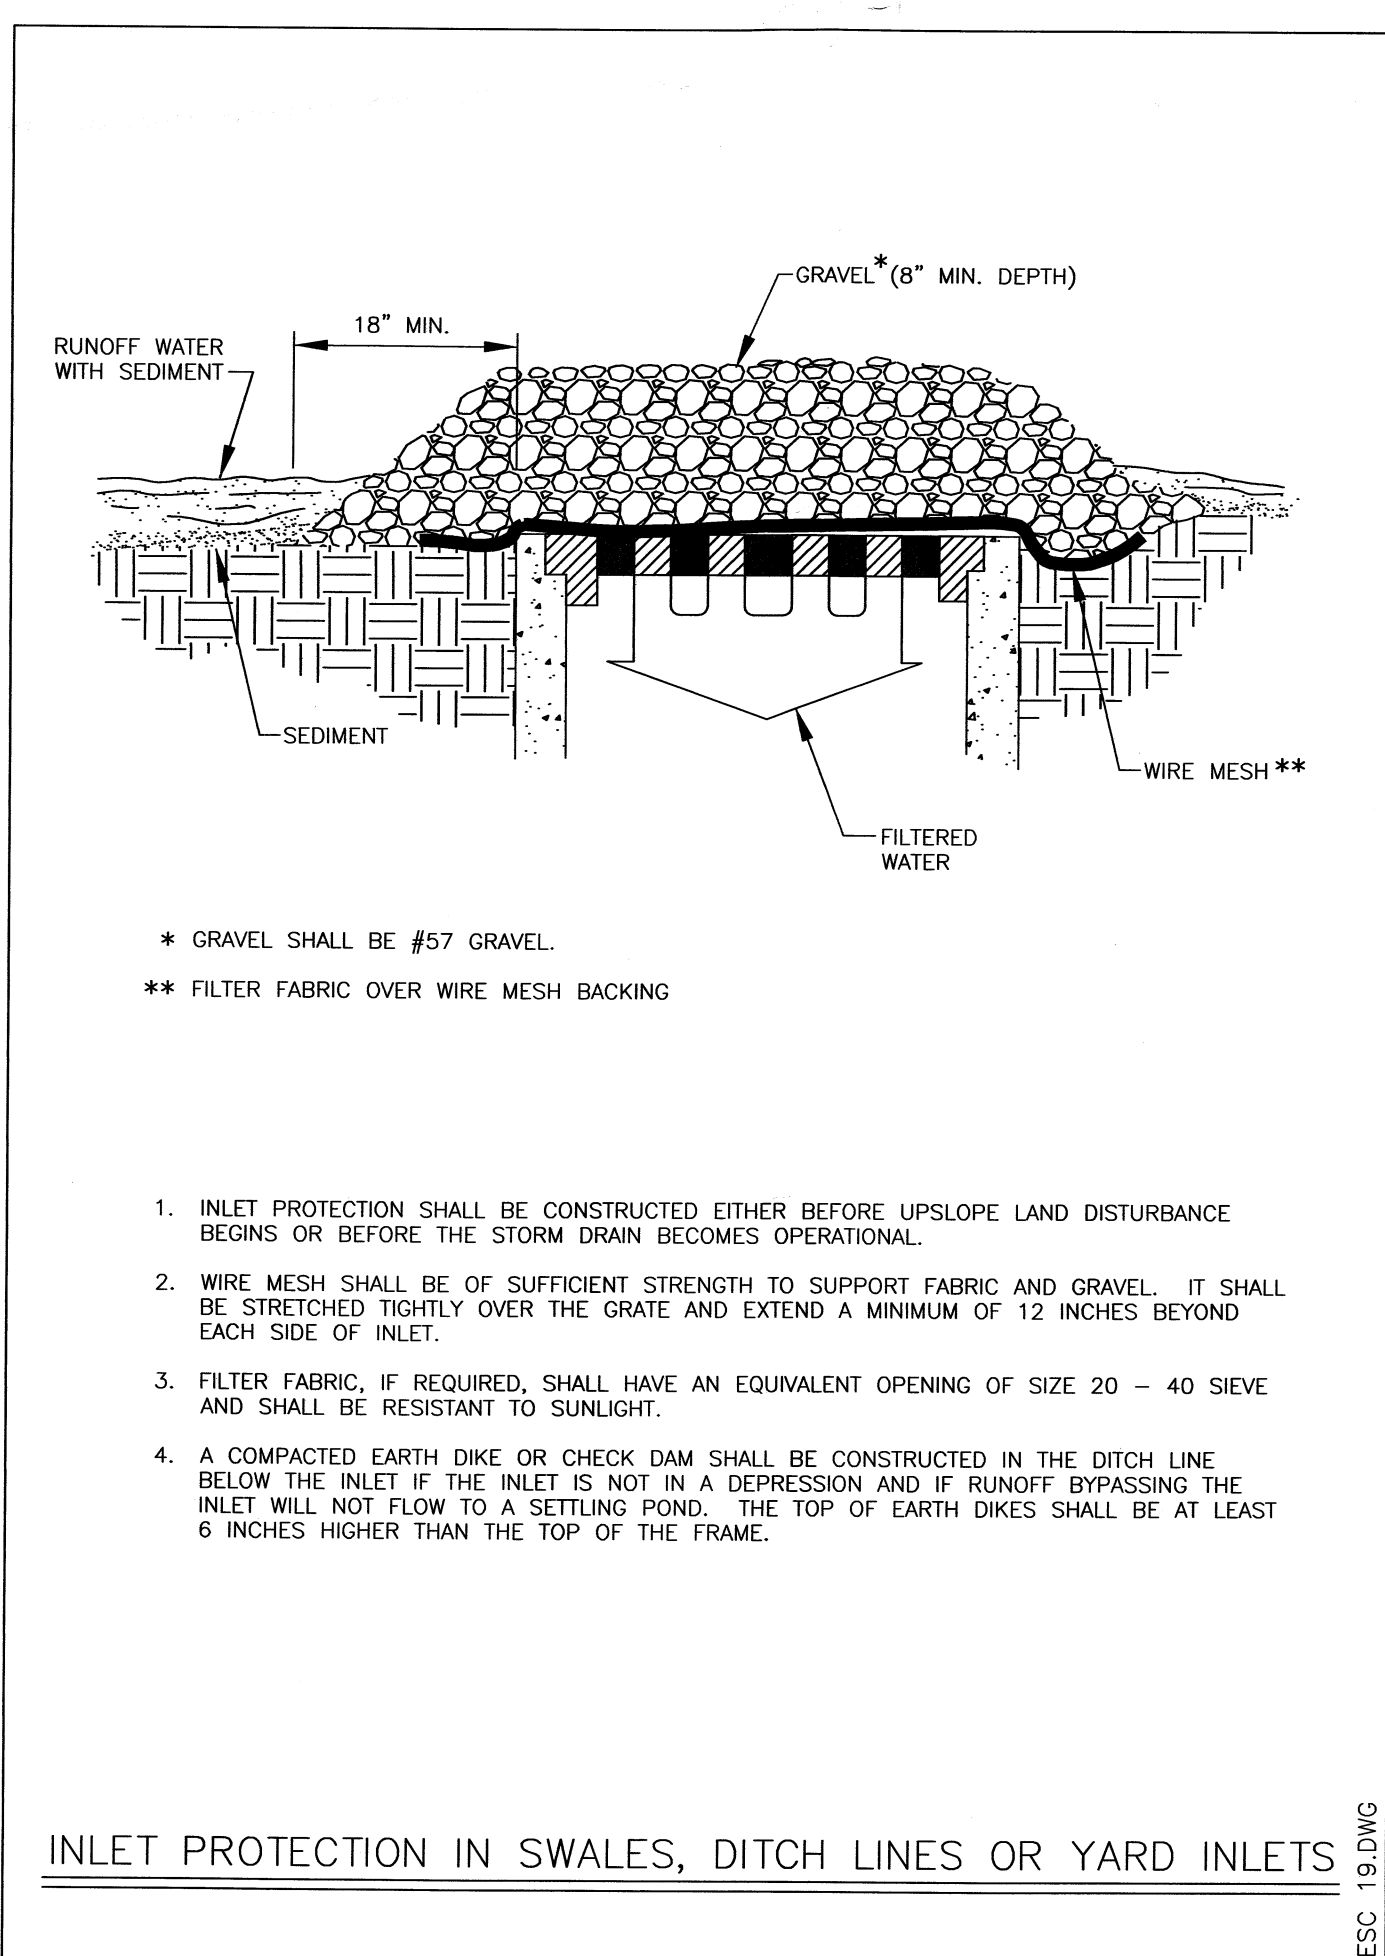 GRAVEL* (8" MIN. DEPTH)
18" MIN.
RUNOFF WATER
WITH SEDIMENT
SEDIMENT
WIRE MESH **
FILTERED
WATER
* GRAVEL SHALL BE #57 GRAVEL.
** FILTER FABRIC OVER WIRE MESH BACKING
1. INLET PROTECTION SHALL BE CONSTRUCTED EITHER BEFORE UPSLOPE LAND DISTURBANCE
BEGINS OR BEFORE THE STORM DRAIN BECOMES OPERATIONAL.
2. WIRE MESH SHALL BE OF SUFFICIENT STRENGTH TO SUPPORT FABRIC AND GRAVEL. IT SHALL
BE STRETCHED TIGHTLY OVER THE GRATE AND EXTEND A MINIMUM OF 12 INCHES BEYOND
EACH SIDE OF INLET.
3. FILTER FABRIC, IF REQUIRED, SHALL HAVE AN EQUIVALENT OPENING OF SIZE 20 – 40 SIEVE
AND SHALL BE RESISTANT TO SUNLIGHT.
4. A COMPACTED EARTH DIKE OR CHECK DAM SHALL BE CONSTRUCTED IN THE DITCH LINE
BELOW THE INLET IF THE INLET IS NOT IN A DEPRESSION AND IF RUNOFF BYPASSING THE
INLET WILL NOT FLOW TO A SETTLING POND. THE TOP OF EARTH DIKES SHALL BE AT LEAST
6 INCHES HIGHER THAN THE TOP OF THE FRAME.
INLET PROTECTION IN SWALES, DITCH LINES OR YARD INLETS
ESC 19.DWG